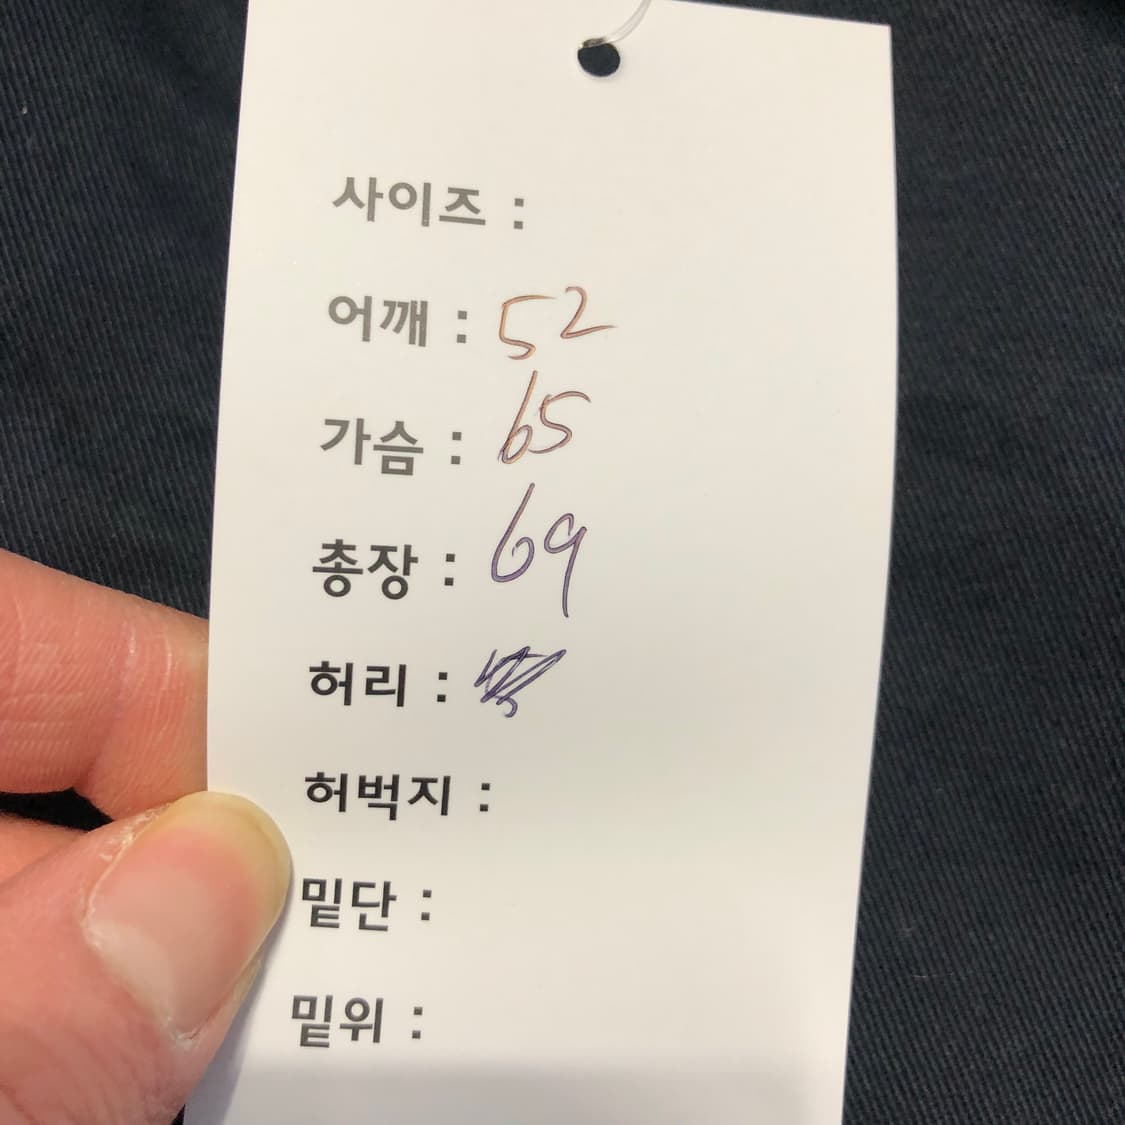 사이즈 :
어깨 : 52
가슴 : 65
총장 : 69
허리 :
허벅지 :
밑단 :
밑위 :